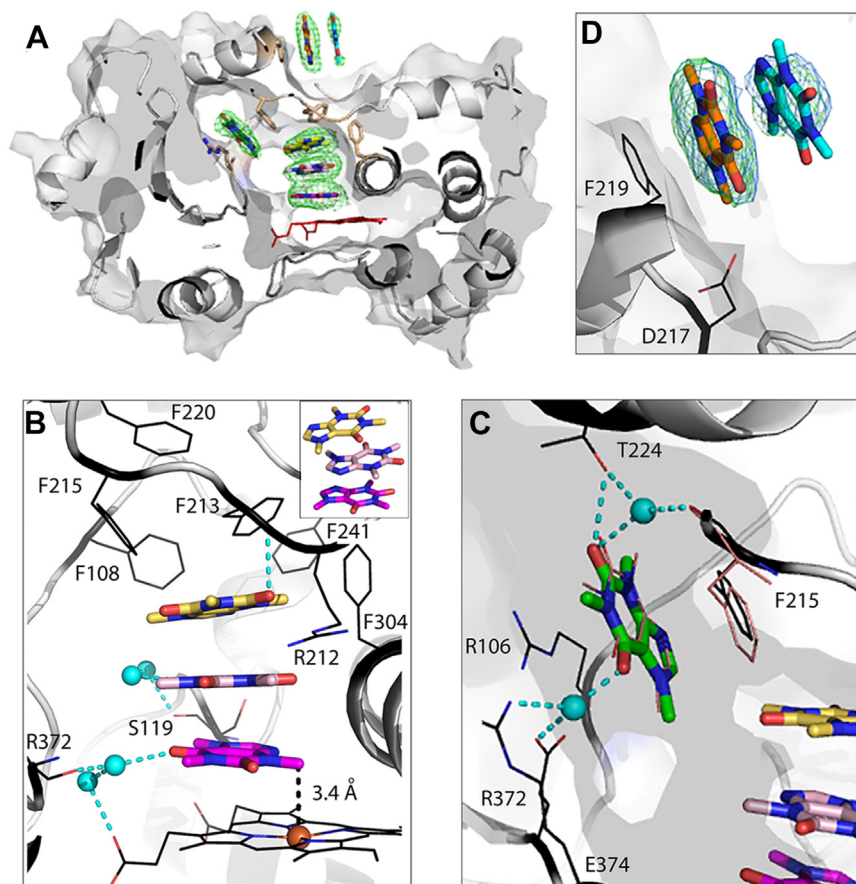 A
D
F219
D217
B
F220
F215
F213
F241
F108
F304
R212
S119
R372
3.4 Å
C
T224
F215
R106
R372
E374